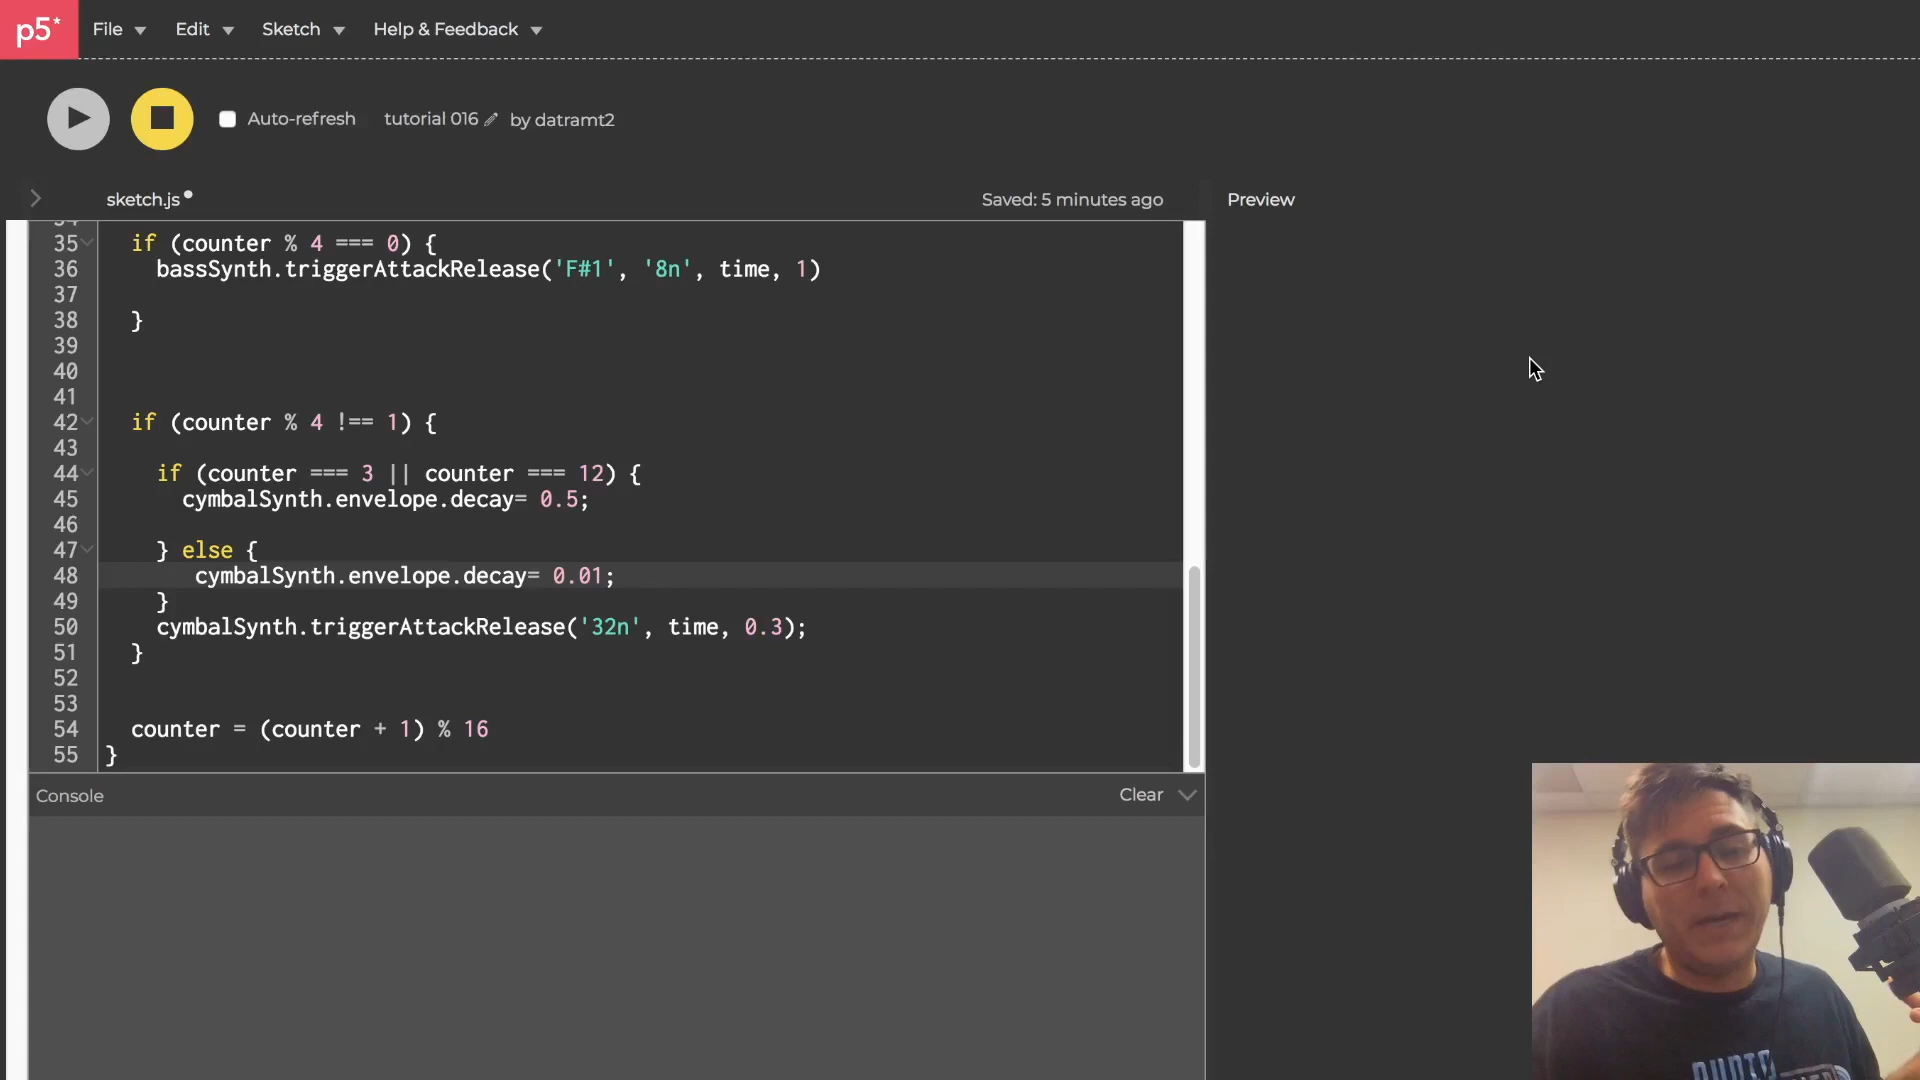 p5* File Edit Sketch Help & Feedback
Auto-refresh tutorial 016 by datramt2
sketch.js Saved: 5 minutes ago Preview
35 if (counter % 4 === 0) {
36 bassSynth.triggerAttackRelease('F#1', '8n', time, 1)
37
38 }
39
40
41
42 if (counter % 4 !== 1) {
43
44 if (counter === 3 || counter === 12) {
45 cymbalSynth.envelope.decay= 0.5;
46
47 } else {
48 cymbalSynth.envelope.decay= 0.01;
49 }
50 cymbalSynth.triggerAttackRelease('32n', time, 0.3);
51 }
52
53
54 counter = (counter + 1) % 16
55 }
Console Clear